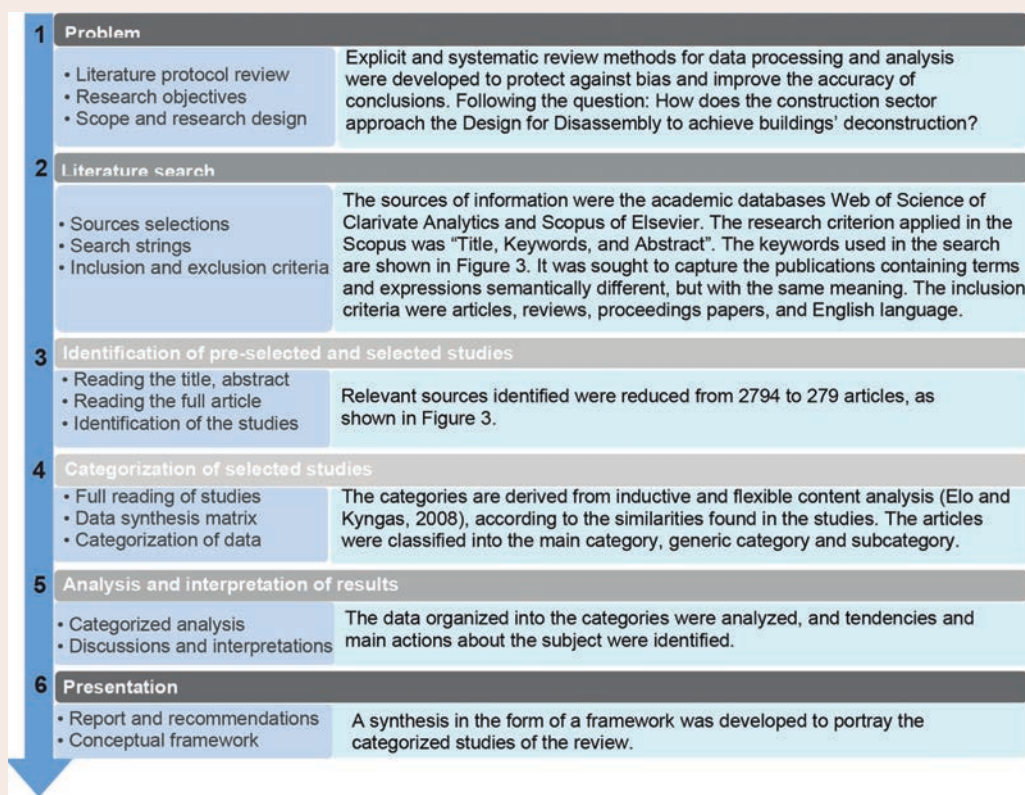 1 Problem
• Literature protocol review
• Research objectives
• Scope and research design
Explicit and systematic review methods for data processing and analysis
were developed to protect against bias and improve the accuracy of
conclusions. Following the question: How does the construction sector
approach the Design for Disassembly to achieve buildings' deconstruction?
2 Literature search
• Sources selections
• Search strings
• Inclusion and exclusion criteria
The sources of information were the academic databases Web of Science of
Clarivate Analytics and Scopus of Elsevier. The research criterion applied in the
Scopus was “Title, Keywords, and Abstract”. The keywords used in the search
are shown in Figure 3. It was sought to capture the publications containing terms
and expressions semantically different, but with the same meaning. The inclusion
criteria were articles, reviews, proceedings papers, and English language.
3 Identification of pre-selected and selected studies
• Reading the title, abstract
• Reading the full article
• Identification of the studies
Relevant sources identified were reduced from 2794 to 279 articles, as
shown in Figure 3.
4 Categorization of selected studies
• Full reading of studies
• Data synthesis matrix
• Categorization of data
The categories are derived from inductive and flexible content analysis (Elo and
Kyngas, 2008), according to the similarities found in the studies. The articles
were classified into the main category, generic category and subcategory.
5 Analysis and interpretation of results
• Categorized analysis
• Discussions and interpretations
The data organized into the categories were analyzed, and tendencies and
main actions about the subject were identified.
6 Presentation
• Report and recommendations
• Conceptual framework
A synthesis in the form of a framework was developed to portray the
categorized studies of the review.